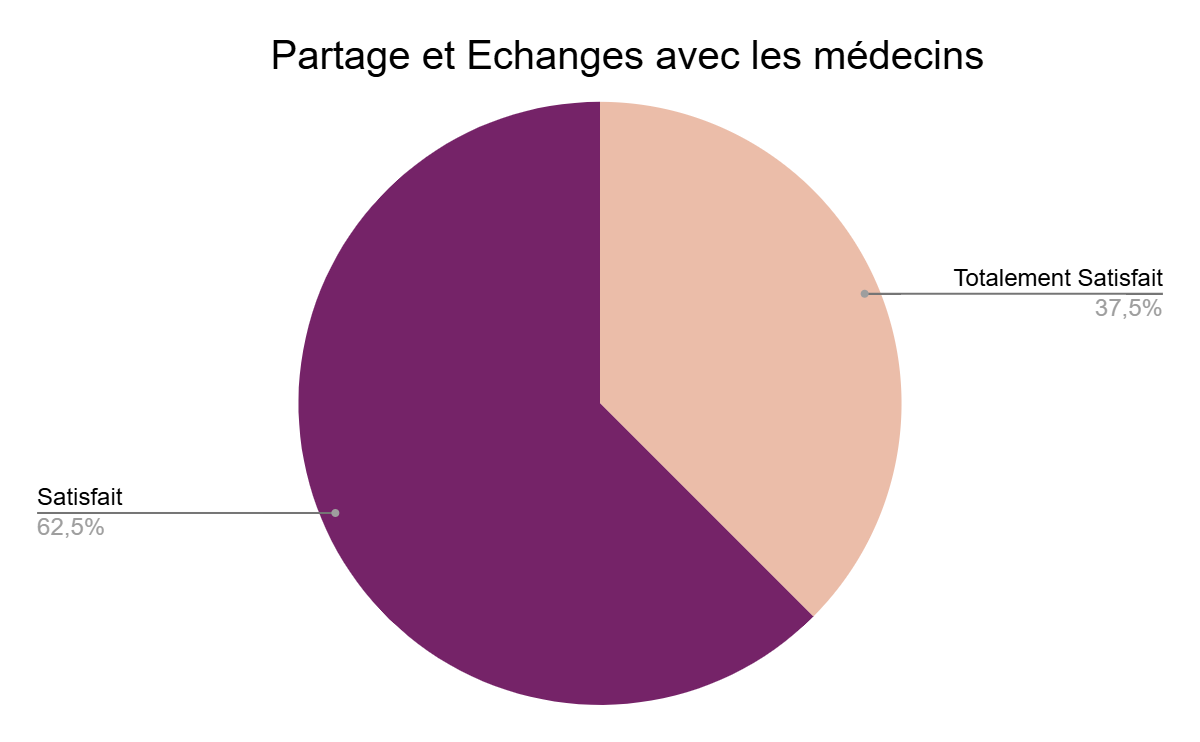 Partage et Echanges avec les médecins
Totalement Satisfait
37,5%
Satisfait
62,5%